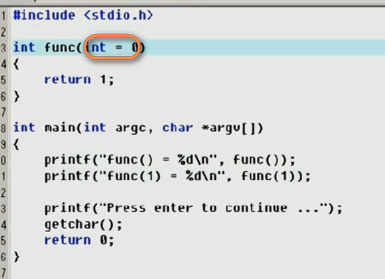 1 #include <stdio.h>
2
3 int func(int = 0)
4 {
5 return 1;
6 }
7
8 int main(int argc, char *argv[])
9 {
0 printf("func() = %d\n", func());
1 printf("func(1) = %d\n", func(1));
2
3 printf("Press enter to continue ...");
4 getchar();
5 return 0;
6 }
7